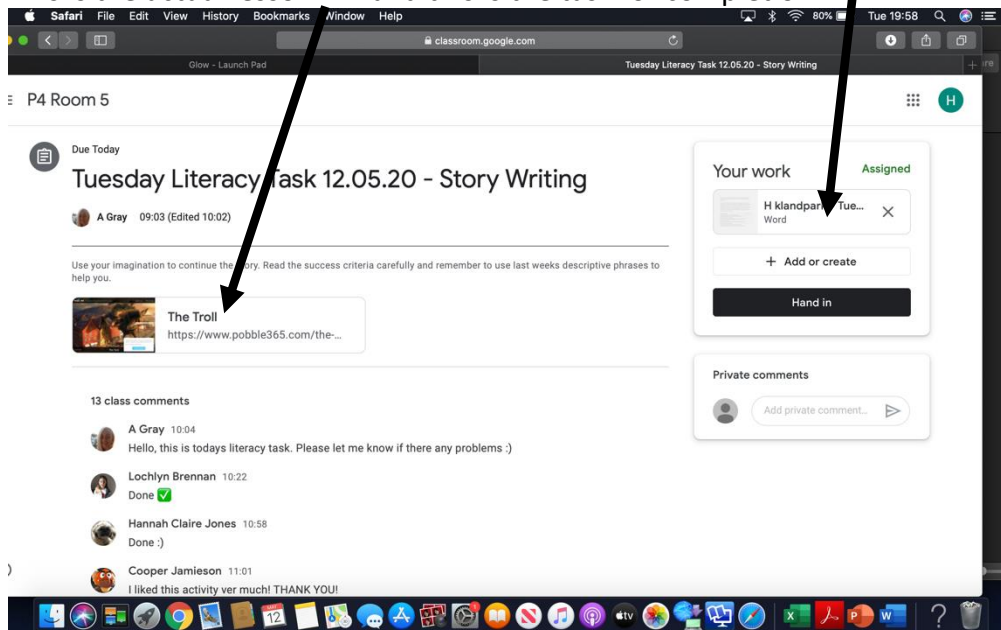 Safari File Edit View History Bookmarks Window Help 80% Tue 19:58
classroom.google.com
Glow - Launch Pad Tuesday Literacy Task 12.05.20 - Story Writing
P4 Room 5 H
Due Today
Tuesday Literacy Task 12.05.20 - Story Writing
A Gray 09:03 (Edited 10:02)
Use your imagination to continue the story. Read the success criteria carefully and remember to use last weeks descriptive phrases to
help you.
The Troll
https://www.pobble365.com/the-...
Your work Assigned
Tue...
Word
+ Add or create
Hand in
Private comments
Add private comment...
13 class comments
A Gray 10:04
Hello, this is todays literacy task. Please let me know if there any problems :)
Lochlyn Brennan 10:22
Done ✅
Hannah Claire Jones 10:58
Done :)
Cooper Jamieson 11:01
I liked this activity ver much! THANK YOU!
MAY
12
tv
X P W ?